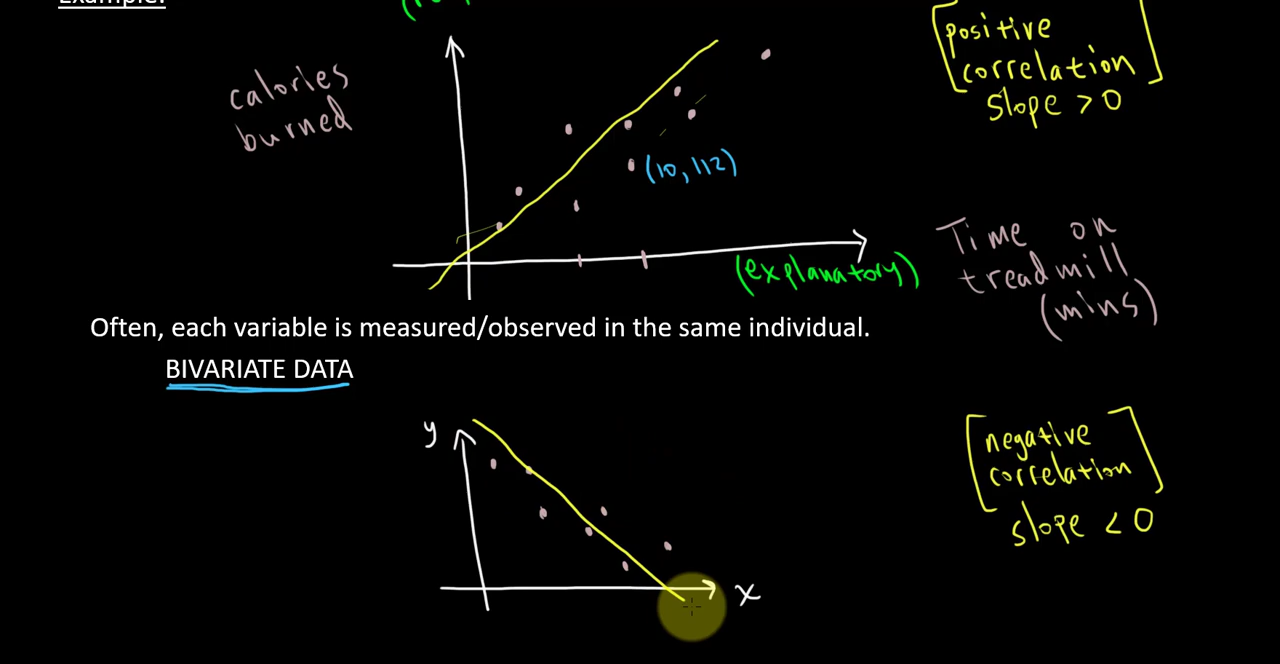 Example:
positive
correlation
slope > 0
calories
burned
(10, 112)
(explanatory)
Time on
treadmill
(mins)
Often, each variable is measured/observed in the same individual.
BIVARIATE DATA
y
x
negative
correlation
slope < 0